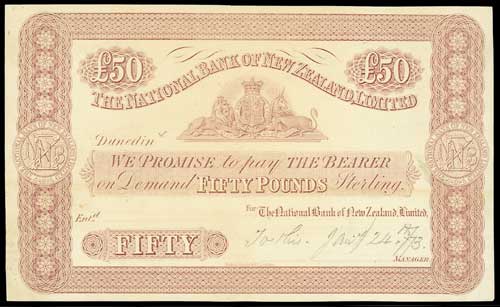 £50 £50
THE NATIONAL BANK OF NEW ZEALAND, LIMITED
Dunedin
WE PROMISE to pay THE BEARER
on Demand FIFTY POUNDS Sterling.
Ent.d
For The National Bank of New Zealand, Limited,
FIFTY
MANAGER